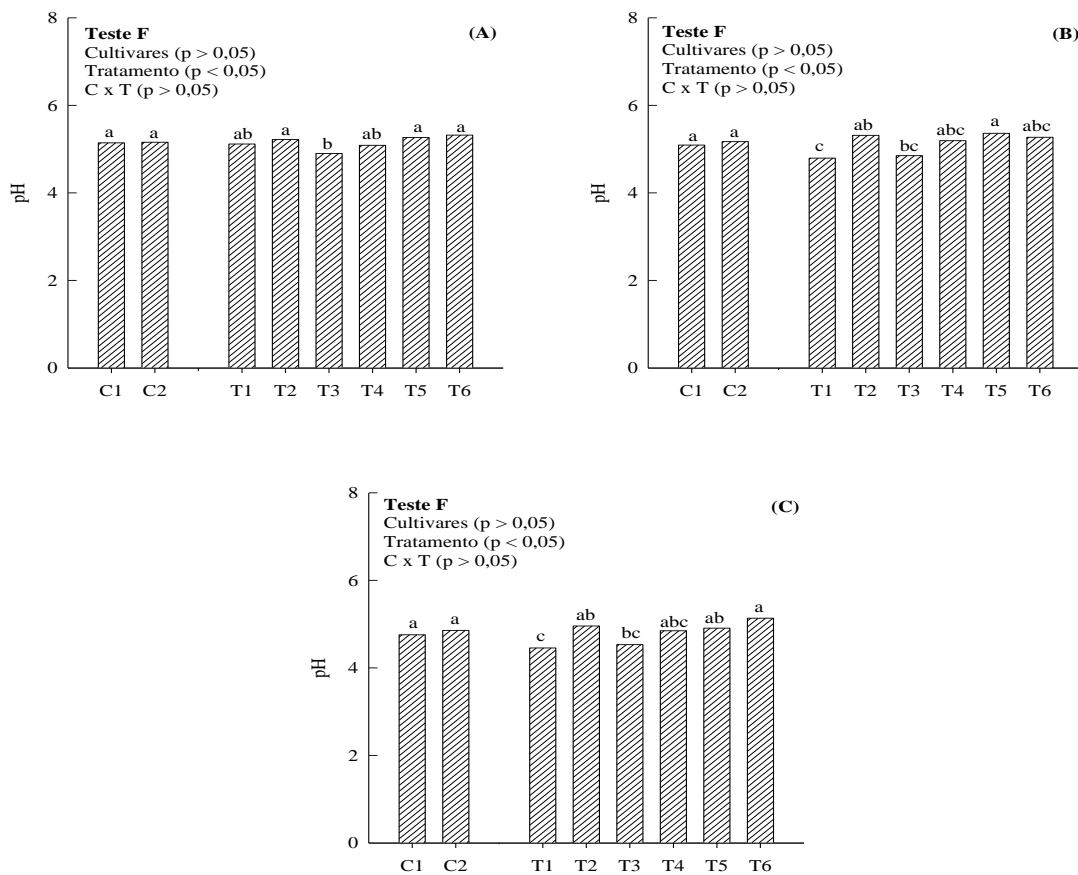 8
6
4
2
0
pH
Teste F
(A)
Cultivares (p > 0,05)
Tratamento (p < 0,05)
C x T (p > 0,05)
a a ab a b ab a a
C1 C2 T1 T2 T3 T4 T5 T6
8
6
4
2
0
pH
Teste F
(B)
Cultivares (p > 0,05)
Tratamento (p < 0,05)
C x T (p > 0,05)
a a c ab bc abc a abc
C1 C2 T1 T2 T3 T4 T5 T6
8
6
4
2
0
pH
Teste F
(C)
Cultivares (p > 0,05)
Tratamento (p < 0,05)
C x T (p > 0,05)
a a c ab bc abc ab a
C1 C2 T1 T2 T3 T4 T5 T6